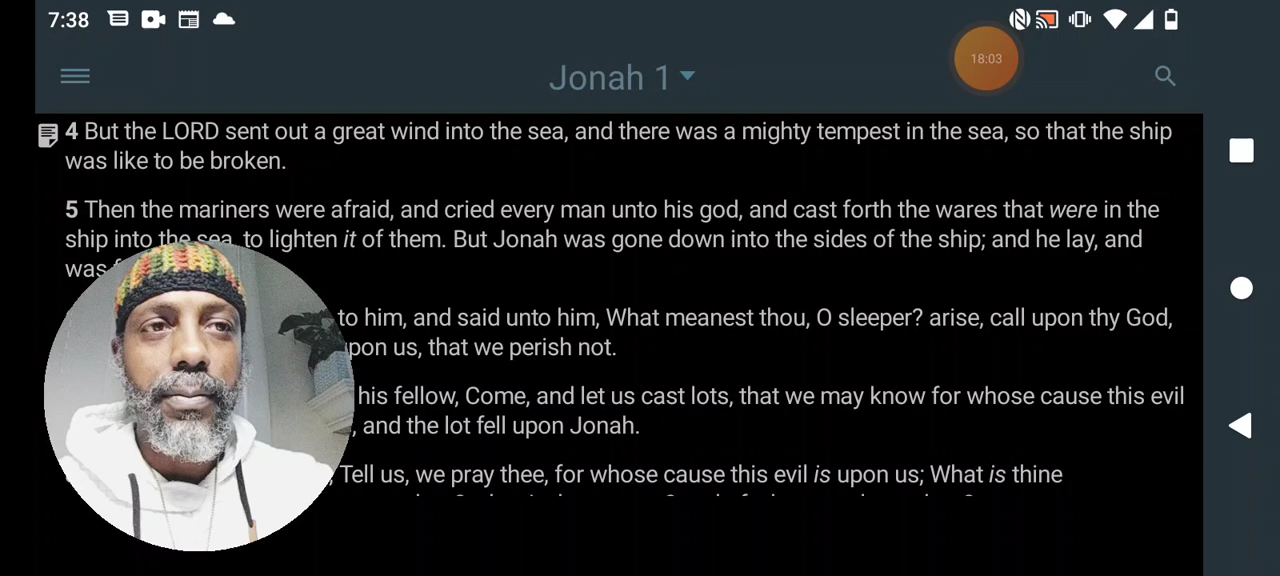 7:38
18:03
Jonah 1
4 But the LORD sent out a great wind into the sea, and there was a mighty tempest in the sea, so that the ship
was like to be broken.
5 Then the mariners were afraid, and cried every man unto his god, and cast forth the wares that were in the
ship into the sea, to lighten it of them. But Jonah was gone down into the sides of the ship; and he lay, and
was
to him, and said unto him, What meanest thou, O sleeper? arise, call upon thy God,
upon us, that we perish not.
his fellow, Come, and let us cast lots, that we may know for whose cause this evil
, and the lot fell upon Jonah.
Tell us, we pray thee, for whose cause this evil is upon us; What is thine